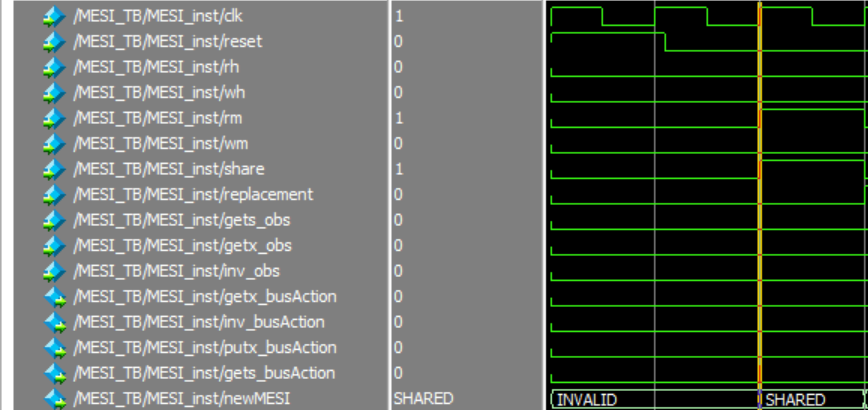 /MESI_TB/MESI_inst/clk 1
/MESI_TB/MESI_inst/reset 0
/MESI_TB/MESI_inst/rh 0
/MESI_TB/MESI_inst/wh 0
/MESI_TB/MESI_inst/rm 1
/MESI_TB/MESI_inst/wm 0
/MESI_TB/MESI_inst/share 1
/MESI_TB/MESI_inst/replacement 0
/MESI_TB/MESI_inst/gets_obs 0
/MESI_TB/MESI_inst/getx_obs 0
/MESI_TB/MESI_inst/inv_obs 0
/MESI_TB/MESI_inst/getx_busAction 0
/MESI_TB/MESI_inst/inv_busAction 0
/MESI_TB/MESI_inst/putx_busAction 0
/MESI_TB/MESI_inst/gets_busAction 0
/MESI_TB/MESI_inst/newMESI SHARED INVALID SHARED